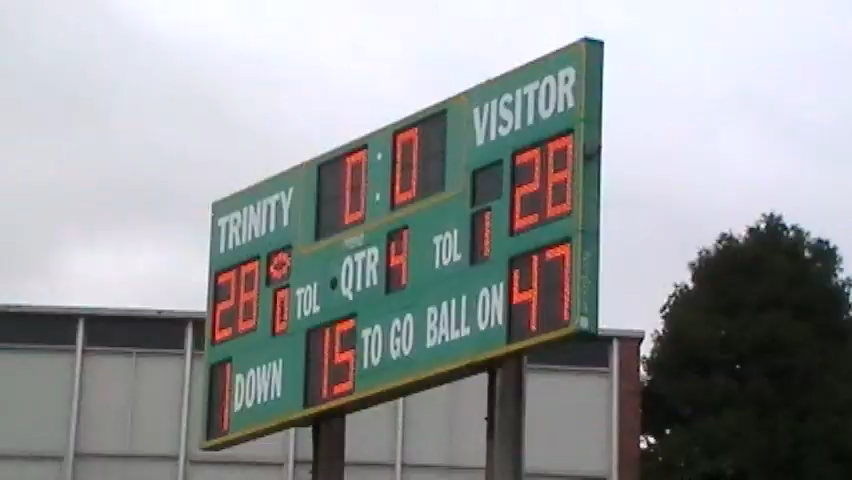 TRINITY 0:0 VISITOR
28 0 TOL QTR 4 TOL 28
1 DOWN 15 TO GO BALL ON 47